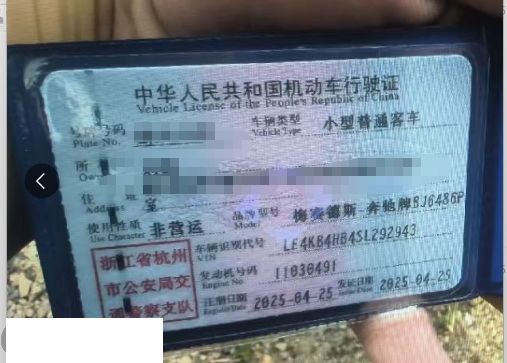 中华人民共和国机动车行驶证
Vehicle License of the People's Republic of China
号牌号码
Plate No.
车辆类型
Vehicle Type
小型普通客车
所
住
Address
室
使用性质
Use Character
非营运
品牌型号
Model
梅赛德斯-奔驰牌BJ6486P
浙江省杭州
市公安局交
警察支队
车辆识别代号
VIN
LE4KB4HB4SL292943
发动机号码
Engine No.
11030491
注册日期
Register Date
2025-04-25
发证日期
Issue Date
2025-04-25